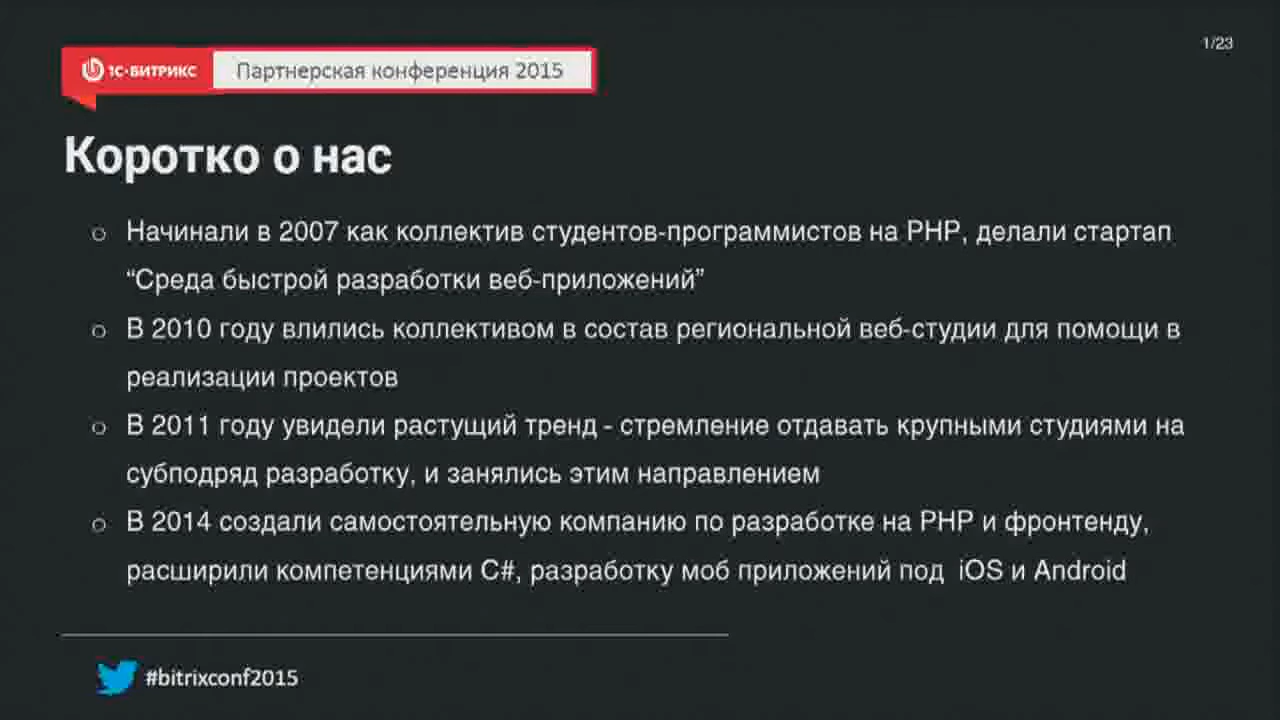 1/23
1С-БИТРИКС Партнерская конференция 2015
Коротко о нас
Начинали в 2007 как коллектив студентов-программистов на PHP, делали стартап
“Среда быстрой разработки веб-приложений”
В 2010 году влились коллективом в состав региональной веб-студии для помощи в
реализации проектов
В 2011 году увидели растущий тренд - стремление отдавать крупными студиями на
субподряд разработку, и занялись этим направлением
В 2014 создали самостоятельную компанию по разработке на PHP и фронтенду,
расширили компетенциями C#, разработку моб приложений под iOS и Android
#bitrixconf2015